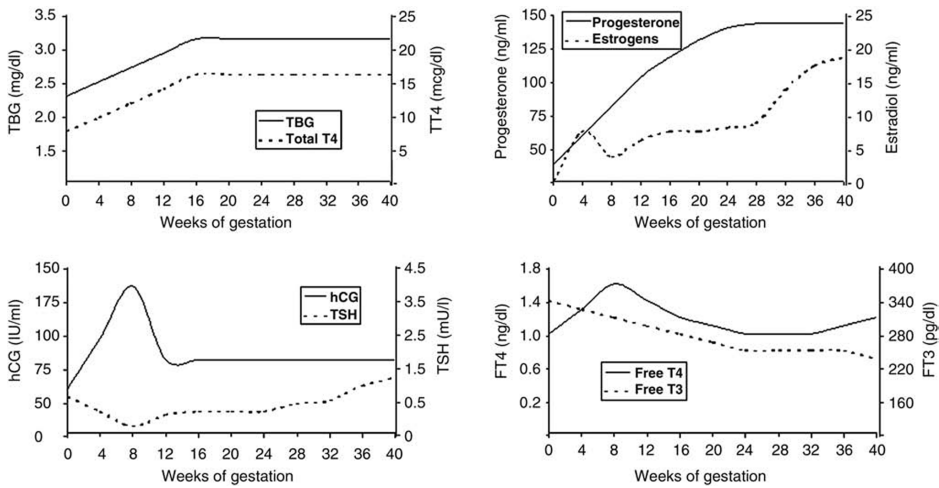 TBG (mg/dl)
3.5
3.0
2.5
2.0
1.5
TBG
Total T4
25
20
15
10
5
TT4 (mcg/dl)
0 4 8 12 16 20 24 28 32 36 40
Weeks of gestation
Progesterone (ng/ml)
150
125
100
75
50
Progesterone
Estrogens
25
20
15
10
5
0
Estradiol (ng/ml)
0 4 8 12 16 20 24 28 32 36 40
Weeks of gestation
hCG (IU/ml)
150
125
100
75
50
0
hCG
TSH
4.5
3.5
2.5
1.5
0.5
0
TSH (mU/l)
0 4 8 12 16 20 24 28 32 36 40
Weeks of gestation
FT4 (ng/dl)
1.8
1.4
1.0
0.6
0.2
Free T4
Free T3
400
340
280
220
160
FT3 (pg/dl)
0 4 8 12 16 20 24 28 32 36 40
Weeks of gestation